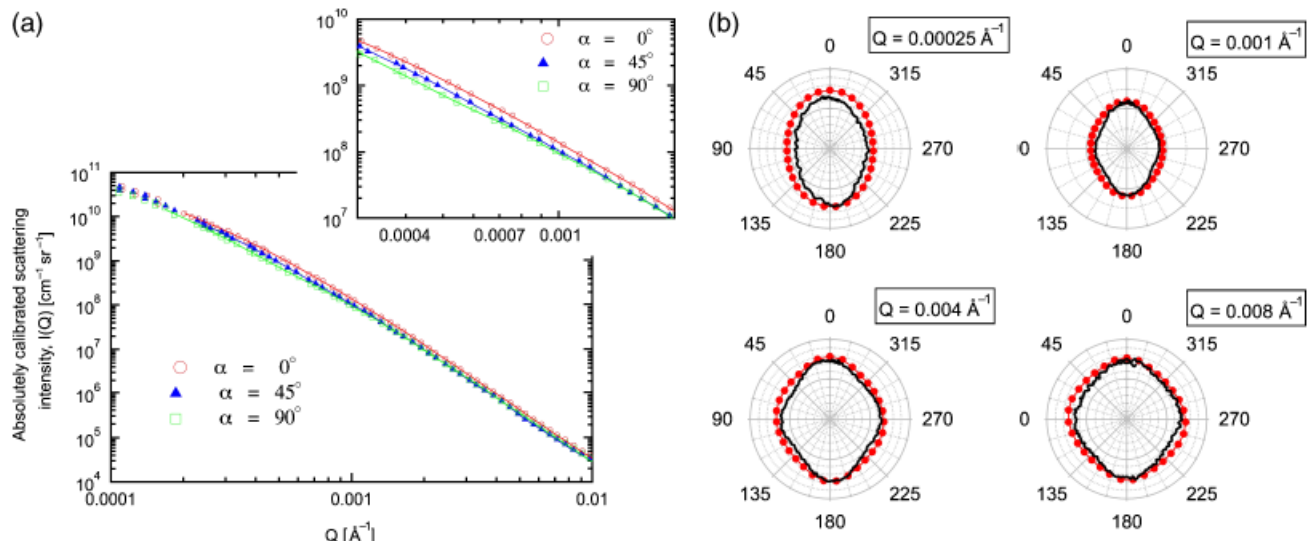 (a)
10^10
10^9
10^8
10^7
α = 0°
α = 45°
α = 90°
0.0004 0.0007 0.001
Absolutely calibrated scattering
intensity, I(Q) [cm⁻¹ sr⁻¹]
10^11
10^10
10^9
10^8
10^7
10^6
10^5
10^4
α = 0°
α = 45°
α = 90°
0.0001 0.001 0.01
Q [Å⁻¹]
(b)
Q = 0.00025 Å⁻¹
0
45 315
90 270
135 225
180
Q = 0.001 Å⁻¹
0
45 315
0 270
135 225
180
Q = 0.004 Å⁻¹
0
45 315
90 270
135 225
180
Q = 0.008 Å⁻¹
0
45 315
0 270
135 225
180